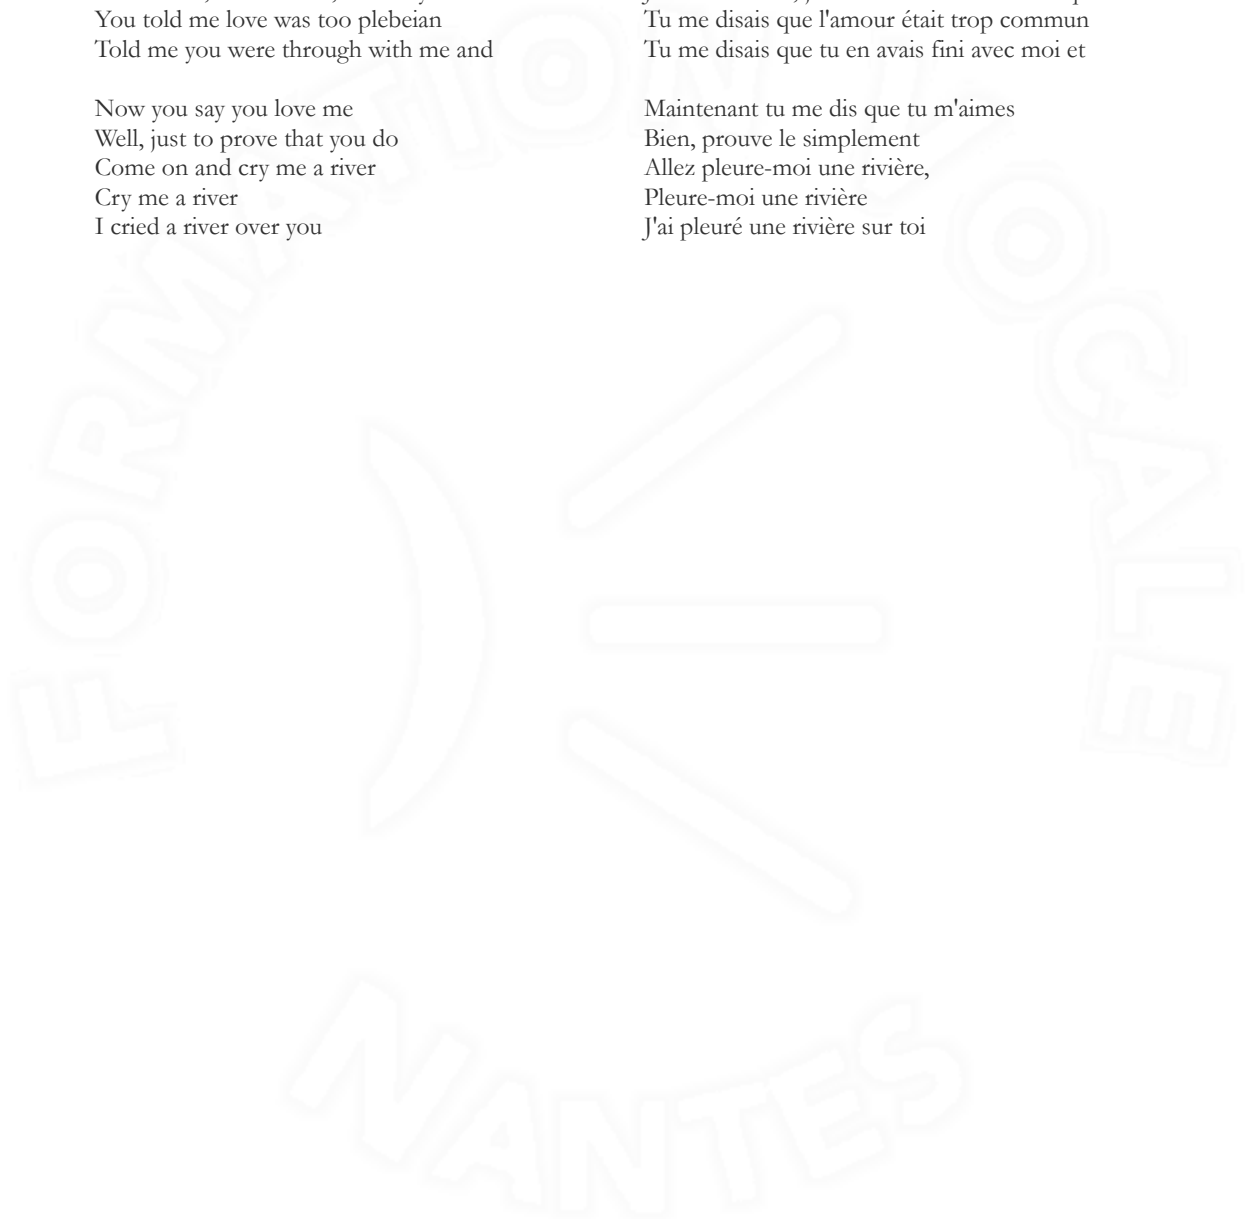 You told me love was too plebeian
Told me you were through with me and
Now you say you love me
Well, just to prove that you do
Come on and cry me a river
Cry me a river
I cried a river over you
Tu me disais que l'amour était trop commun
Tu me disais que tu en avais fini avec moi et
Maintenant tu me dis que tu m'aimes
Bien, prouve le simplement
Allez pleure-moi une rivière,
Pleure-moi une rivière
J'ai pleuré une rivière sur toi
FORMATION VOCALE
NANTES